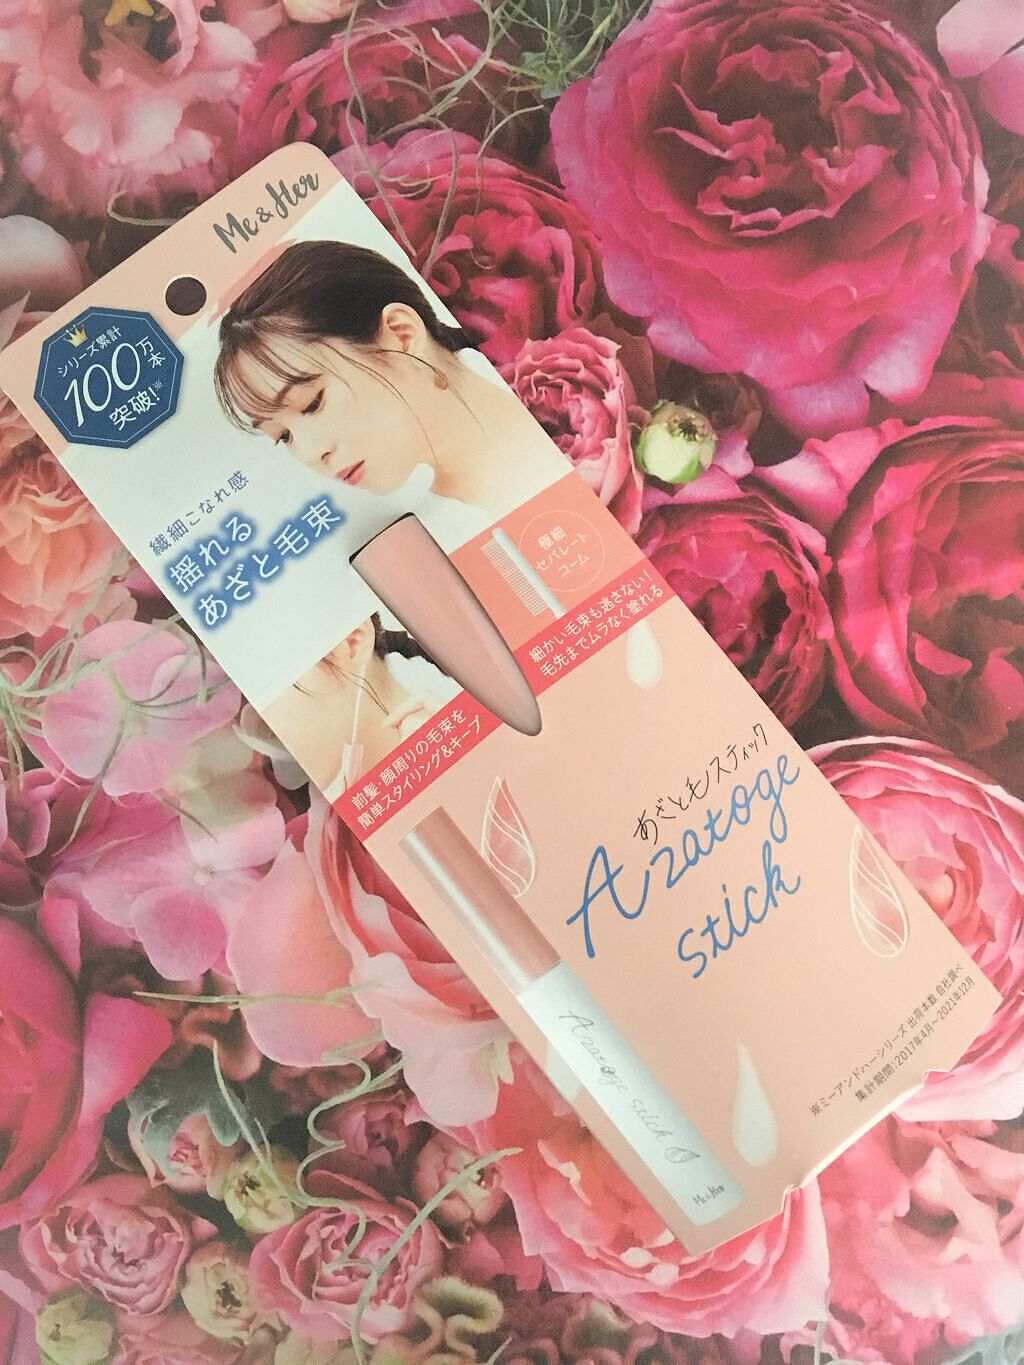 Me & Her
シリーズ累計
100万本
突破!※
繊細こなれ感
揺れる
あざと毛束
極細
セパレート
コーム
細かい毛束も逃さない!
毛先までムラなく塗れる
前髪・顔周りの毛束を
簡単スタイリング&キープ
あざと毛スティック
Azatoge
stick
Azatoge stick
Me & Her
※ミーアンドハーシリーズ 出荷本数 自社調べ
集計期間:2017年4月~2021年12月